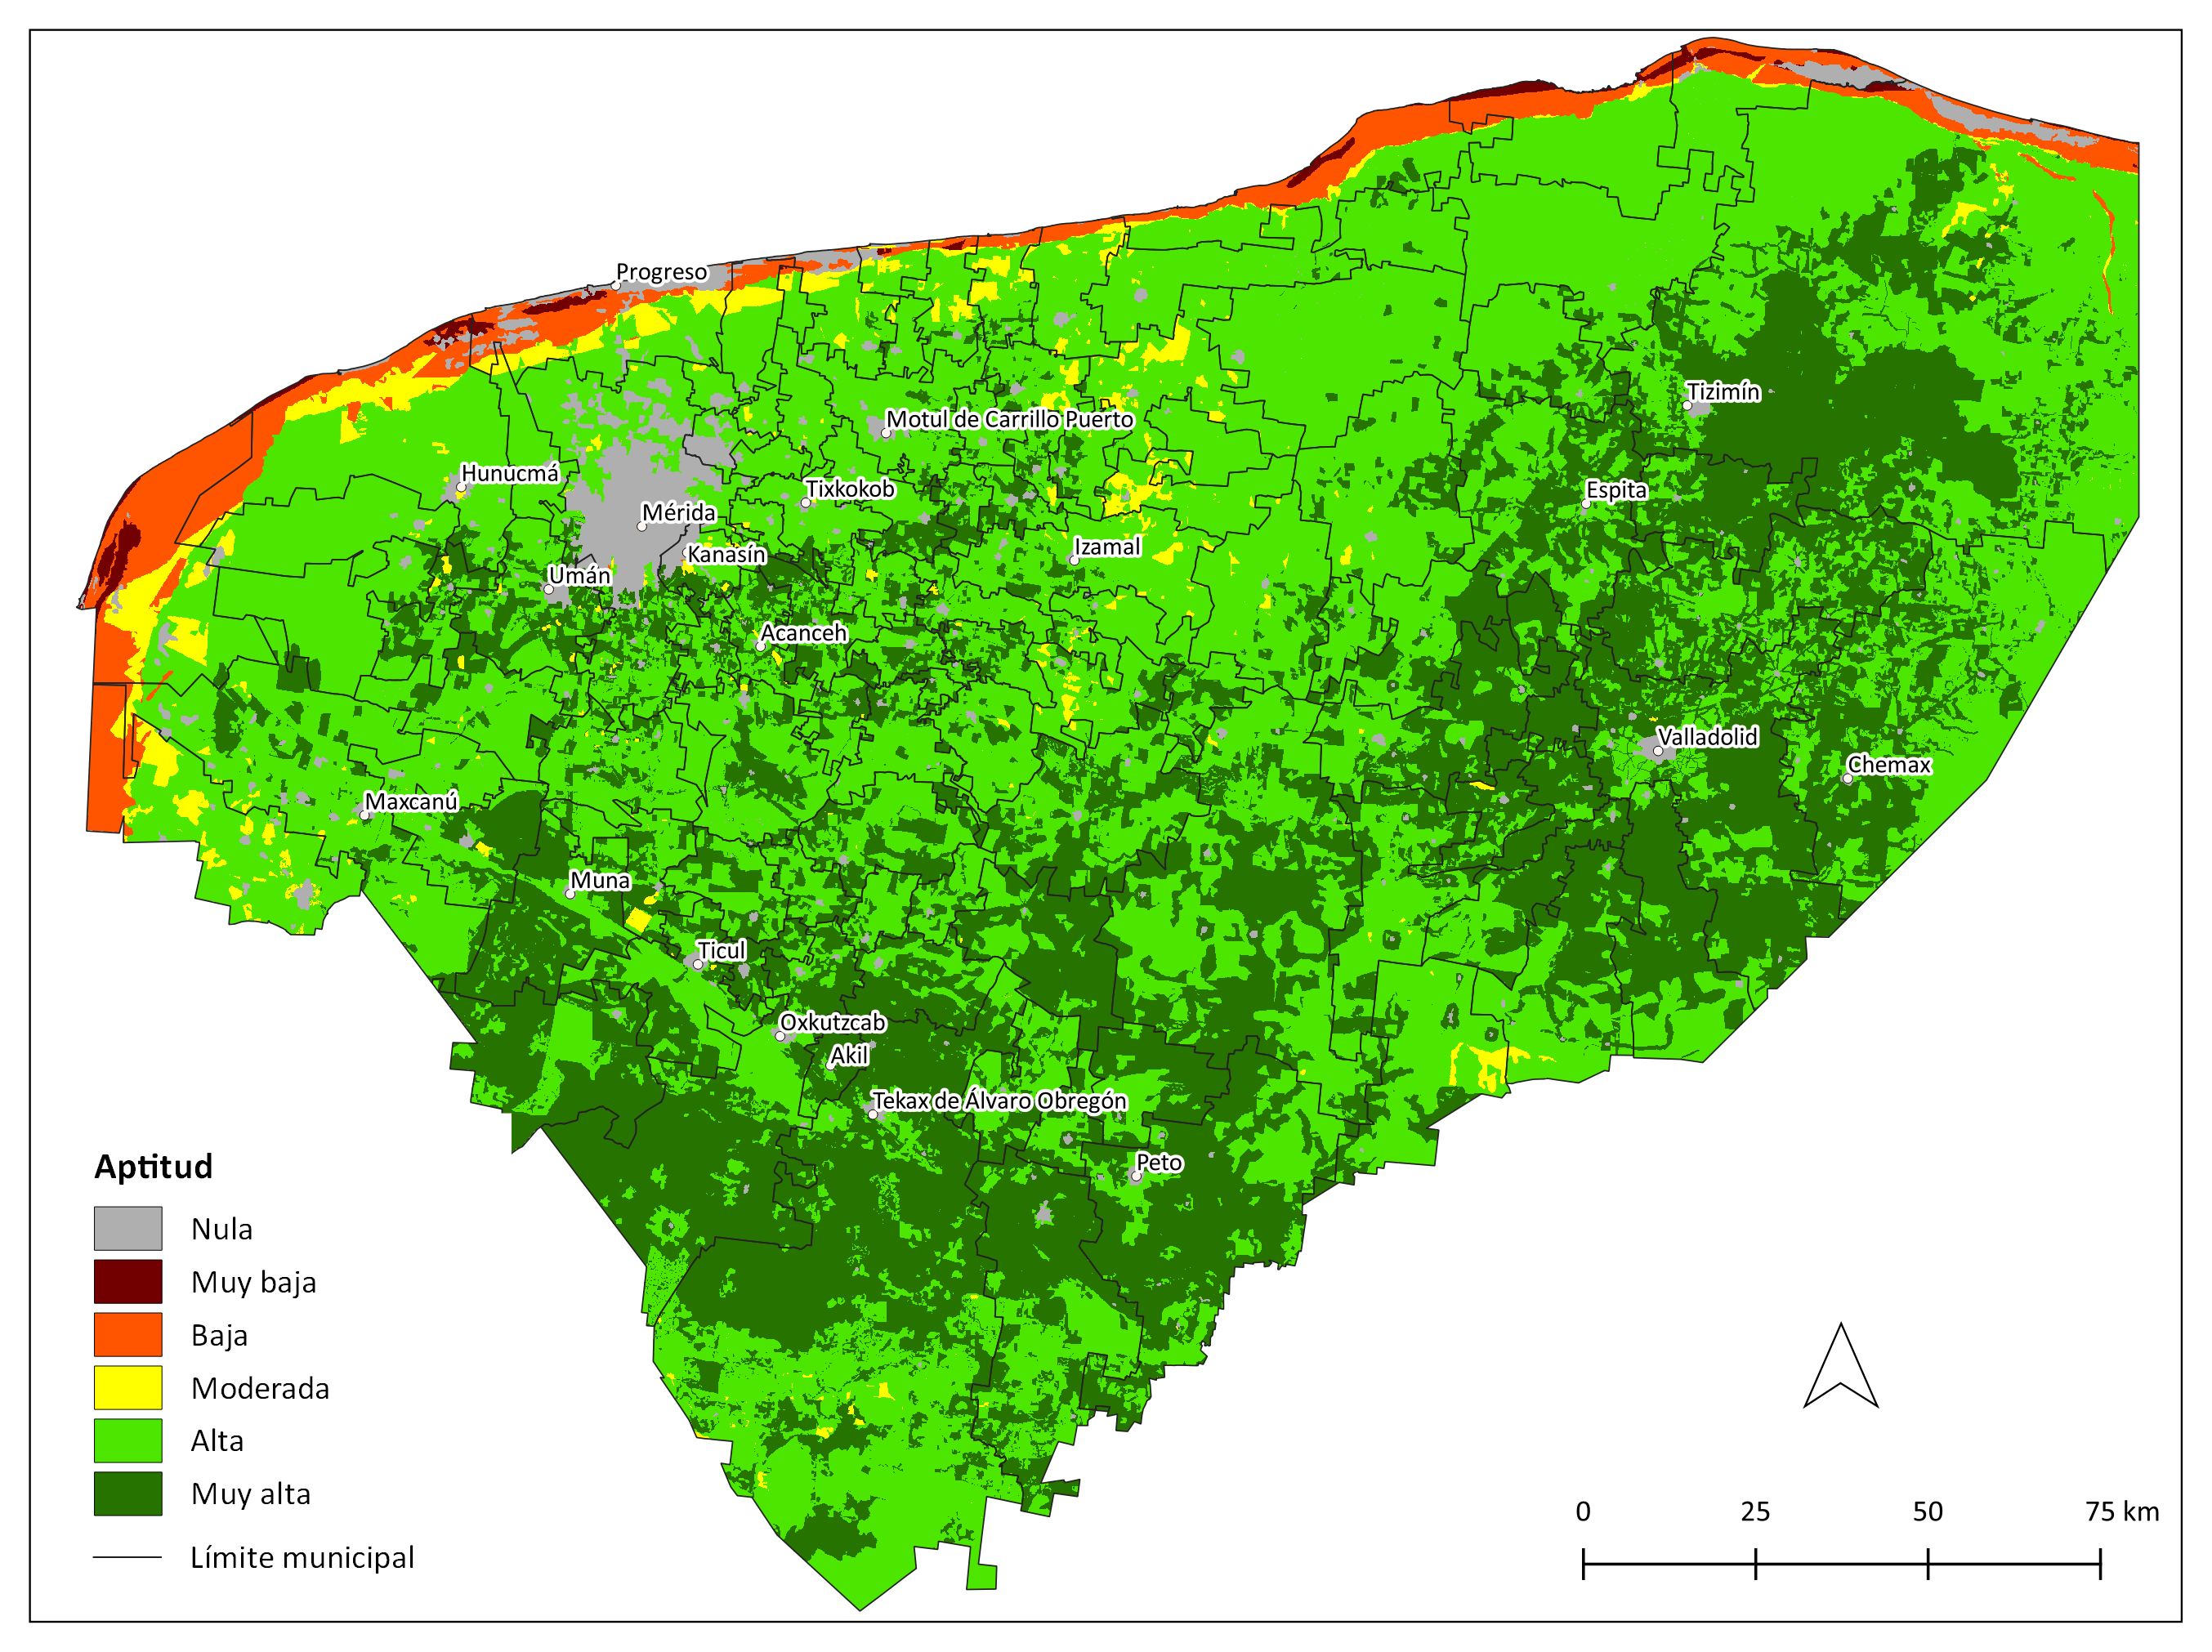 Progreso
Tizimín
Motul de Carrillo Puerto
Hunucmá
Tixkokob
Espita
Mérida
Izamal
Kanasín
Umán
Acanceh
Valladolid
Chemax
Maxcanú
Muna
Ticul
Oxkutzcab
Akil
Tekax de Álvaro Obregón
Peto
Aptitud
Nula
Muy baja
Baja
Moderada
Alta
Muy alta
Límite municipal
0 25 50 75 km